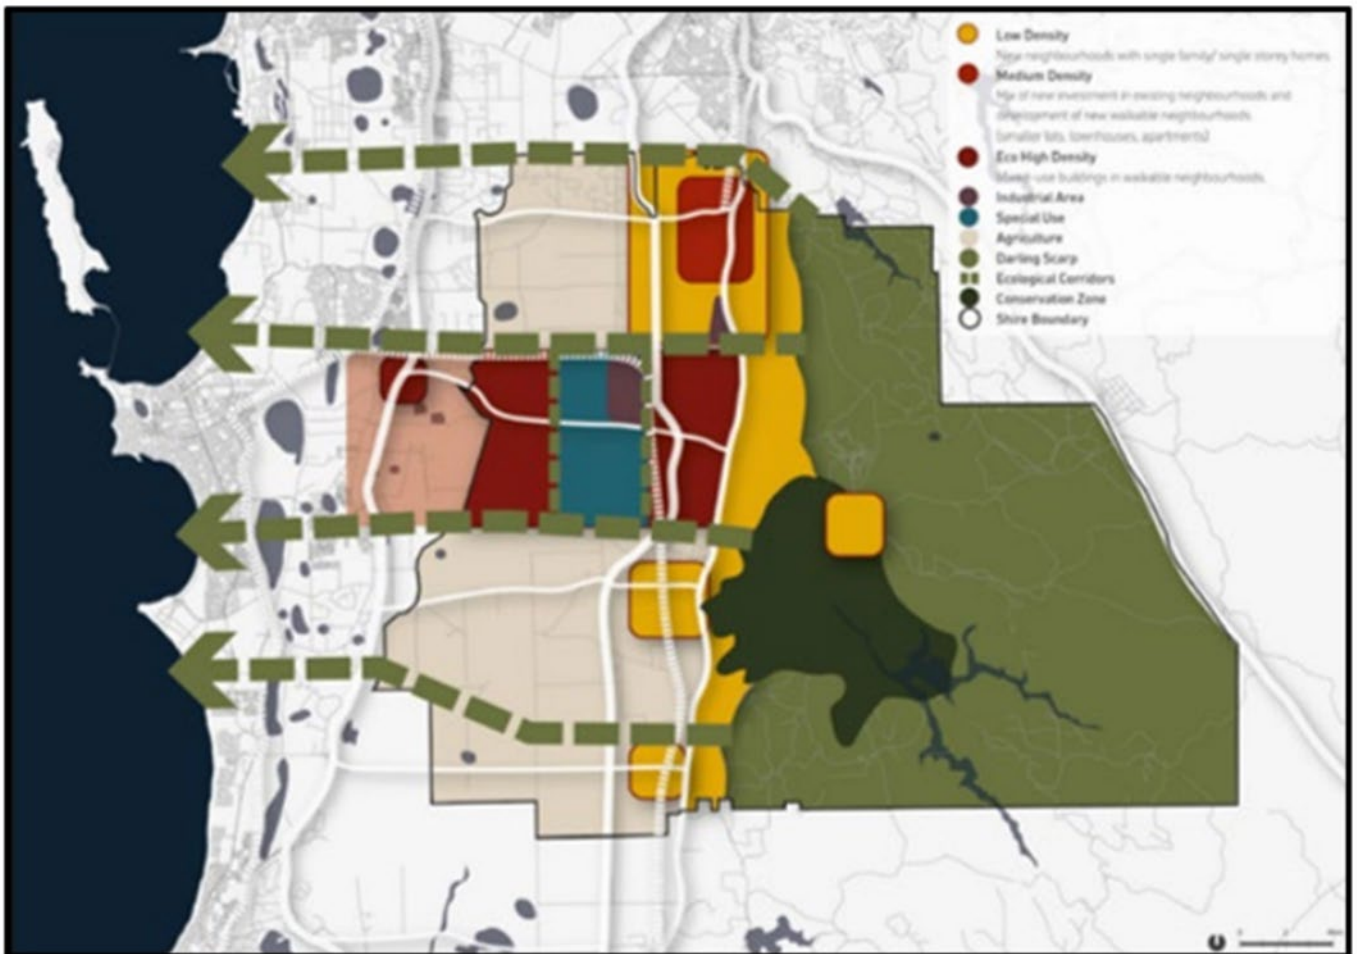 Low Density
New neighbourhoods with single family/ single storey homes.
Medium Density
Mix of new investment in existing neighbourhoods and
development of new walkable neighbourhoods.
(smaller lots, townhouses, apartments)
Eco High Density
Mixed-use buildings in walkable neighbourhoods.
Industrial Area
Special Use
Agriculture
Darling Scarp
Ecological Corridors
Conservation Zone
Shire Boundary